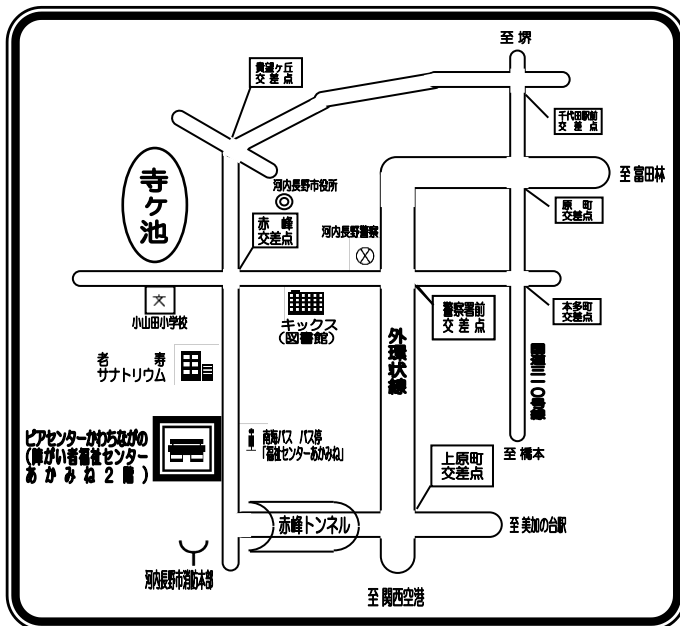 至 堺
貴望ヶ丘
交 差 点
千代田駅前
交 差 点
寺ヶ池
至 富田林
河内長野市役所
原 町
交差点
赤 峰
交差点
河内長野警察
文
小山田小学校
キックス
(図書館)
警察署前
交 差 点
本多町
交差点
外環状線
国道三一〇号線
老 寿
サナトリウム
ピアセンターかわちながの
(障がい者福祉センター
あ か み ね 2 階 )
南海バス バス停
「福祉センターあかみね」
上原町
交差点
至 橋本
赤峰トンネル
至 美加の台駅
河内長野市消防本部
至 関西空港